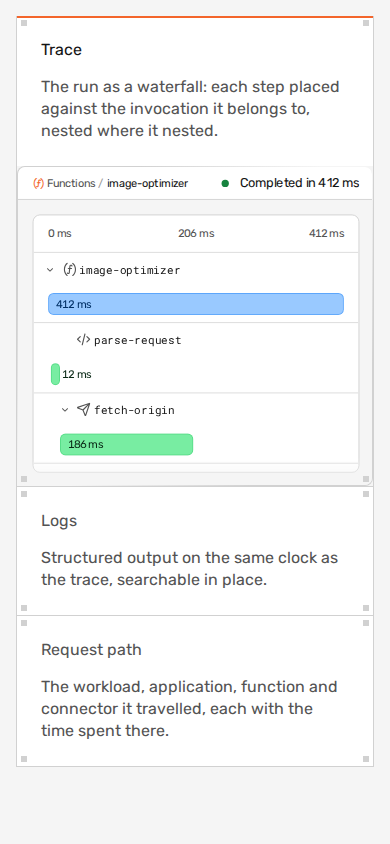 Trace
The run as a waterfall: each step placed
against the invocation it belongs to,
nested where it nested.
Functions / image-optimizer
Completed in 412 ms
0 ms 206 ms 412 ms
image-optimizer
412 ms
parse-request
12 ms
fetch-origin
186 ms
Logs
Structured output on the same clock as
the trace, searchable in place.
Request path
The workload, application, function and
connector it travelled, each with the
time spent there.